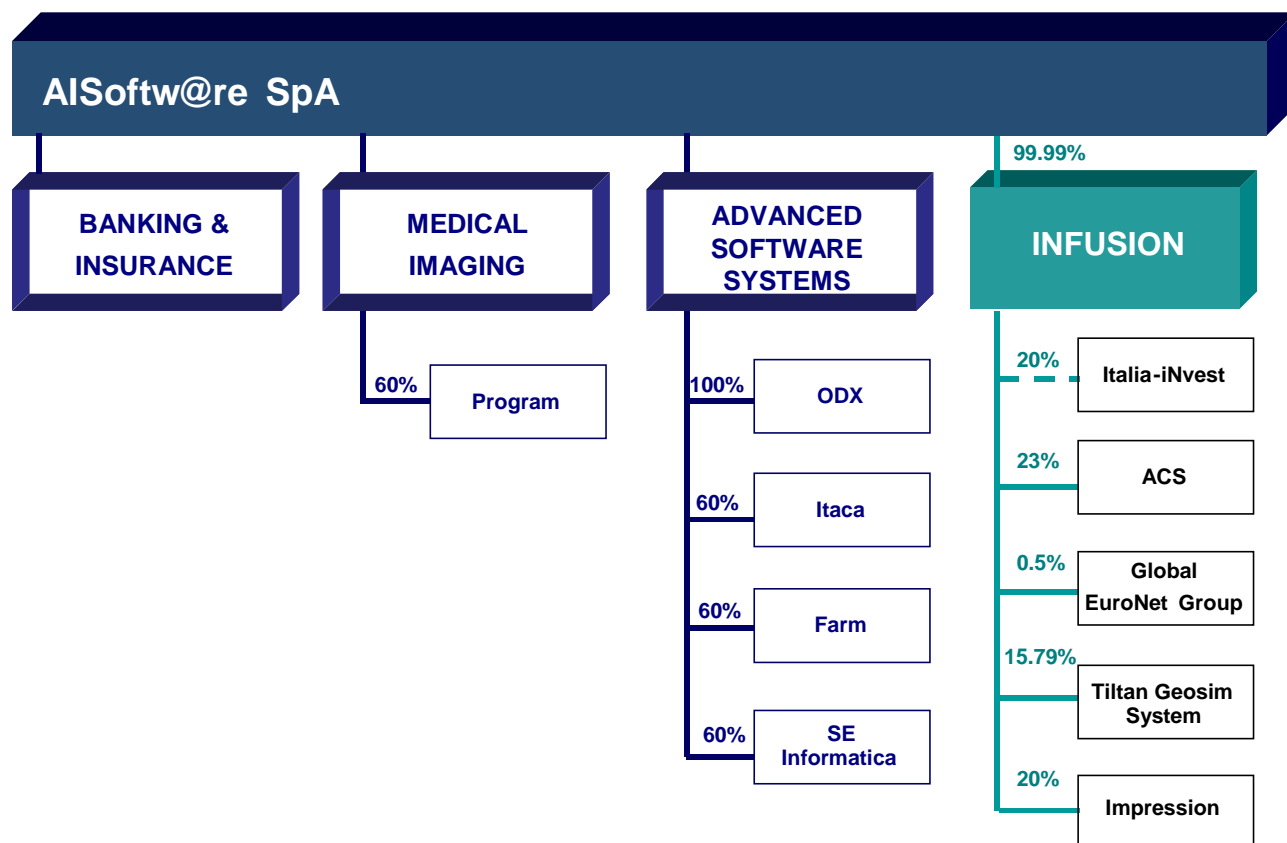 AISoftw@re SpA
99.99%
BANKING &
INSURANCE
MEDICAL
IMAGING
ADVANCED
SOFTWARE
SYSTEMS
INFUSION
60%
Program
100%
ODX
60%
Itaca
60%
Farm
60%
SE
Informatica
20%
Italia-iNvest
23%
ACS
0.5%
Global
EuroNet Group
15.79%
Tiltan Geosim
System
20%
Impression